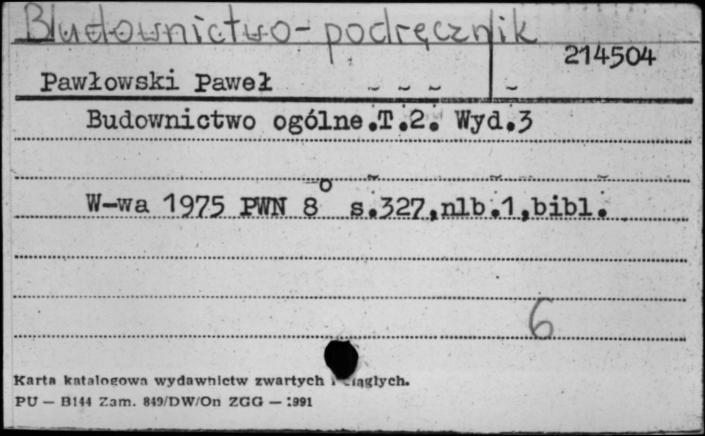 Budownictwo - podręcznik
214504
Pawłowski Paweł
Budownictwo ogólne.T.2. Wyd.3
W-wa 1975 PWN 8° s.327,nlb.1,bibl.
6
Karta katalogowa wydawnictw zwartych i ciągłych.
PU — B144 Zam. 849/DW/On ZGG — 1991